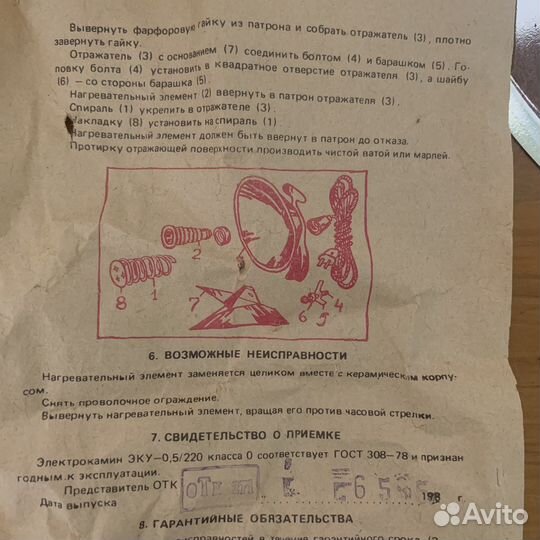 Вывернуть фарфоровую гайку из патрона и собрать отражатель (3), плотно
завернуть гайку.
Отражатель (3) с основанием (7) соединить болтом (4) и барашком (5). Го-
ловку болта (4) установить в квадратное отверстие отражателя (3), а шайбу
(6) — со стороны барашка (5).
Нагревательный элемент (2) ввернуть в патрон отражателя (3).
Спираль (1) укрепить в отражателе (3).
Накладку (8) установить на спираль (1).
Нагревательный элемент должен быть ввернут в патрон до отказа.
Протирку отражающей поверхности производить чистой ватой или марлей.
2
3
8 1
7
6 5 4
6. ВОЗМОЖНЫЕ НЕИСПРАВНОСТИ
Нагревательный элемент заменяется целиком вместе с керамическим корпу-
сом.
Снять проволочное ограждение.
Вывернуть нагревательный элемент, вращая его против часовой стрелки.
7. СВИДЕТЕЛЬСТВО О ПРИЕМКЕ
Электрокамин ЭКУ—0,5/220 класса 0 соответствует ГОСТ 308—78 и признан
годным к эксплуатации.
Представитель ОТК
Дата выпуска 198 г.
8. ГАРАНТИЙНЫЕ ОБЯЗАТЕЛЬСТВА
в течение гарантийного срока
Avito